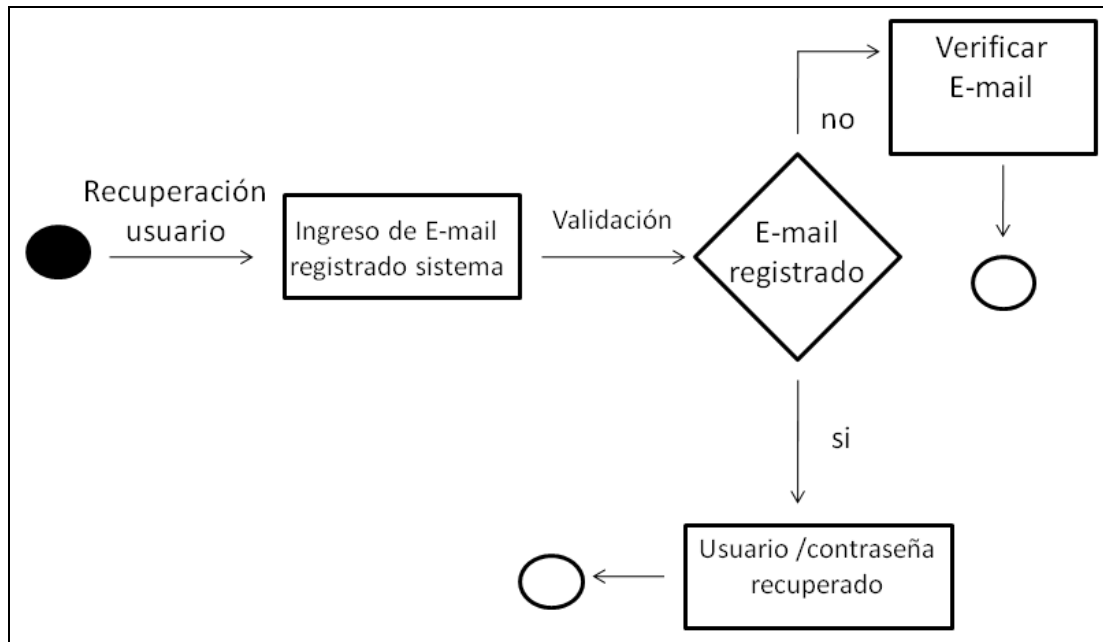 Recuperación
usuario
Ingreso de E-mail
registrado sistema
Validación
E-mail
registrado
no
Verificar
E-mail
si
Usuario /contraseña
recuperado